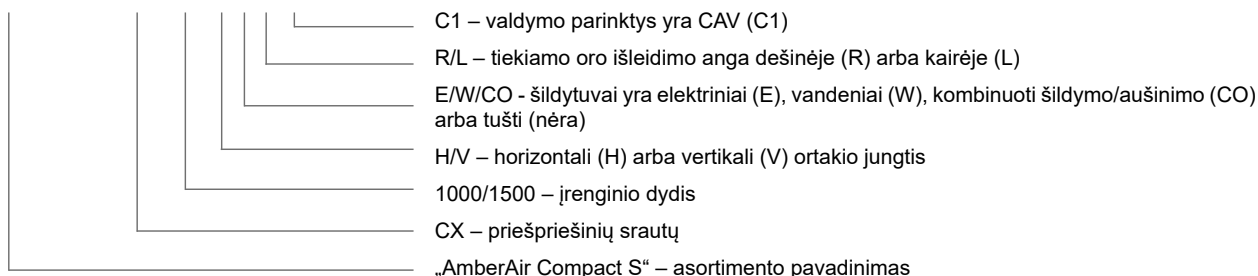 C1 – valdymo parinktys yra CAV (C1)
R/L – tiekiamo oro išleidimo anga dešinėje (R) arba kairėje (L)
E/W/CO - šildytuvai yra elektriniai (E), vandeniai (W), kombinuoti šildymo/aušinimo (CO)
arba tušti (nėra)
H/V – horizontali (H) arba vertikali (V) ortakio jungtis
1000/1500 – įrenginio dydis
CX – priešpriešinių srautų
„AmberAir Compact S“ – asortimento pavadinimas